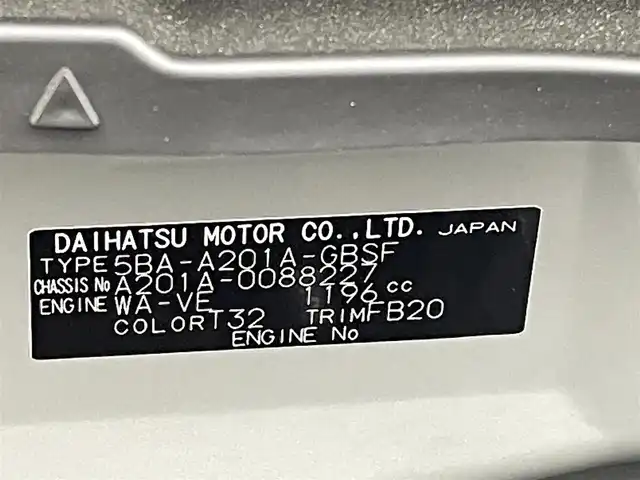 DAIHATSU MOTOR CO.,LTD. JAPAN
TYPE 5BA-A201A-GBSF
CHASSIS No A201A-0088227
ENGINE WA-VE 1196 cc
COLOR T32 TRIM FB20
ENGINE No